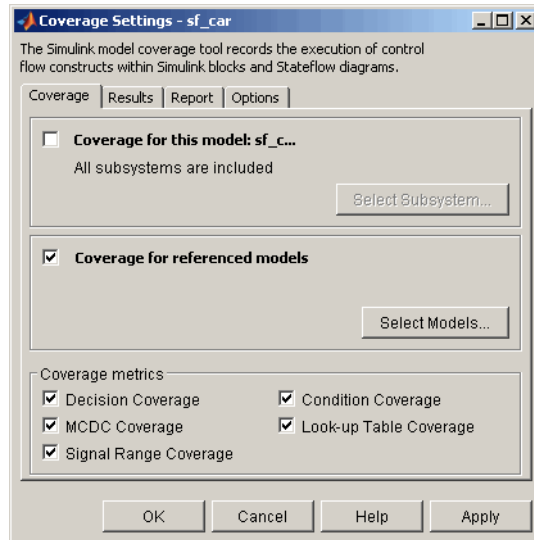 Coverage Settings - sf_car
The Simulink model coverage tool records the execution of control
flow constructs within Simulink blocks and Stateflow diagrams.
Coverage Results Report Options
Coverage for this model: sf_c...
All subsystems are included
Select Subsystem...
Coverage for referenced models
Select Models...
Coverage metrics
Decision Coverage Condition Coverage
MCDC Coverage Look-up Table Coverage
Signal Range Coverage
OK Cancel Help Apply